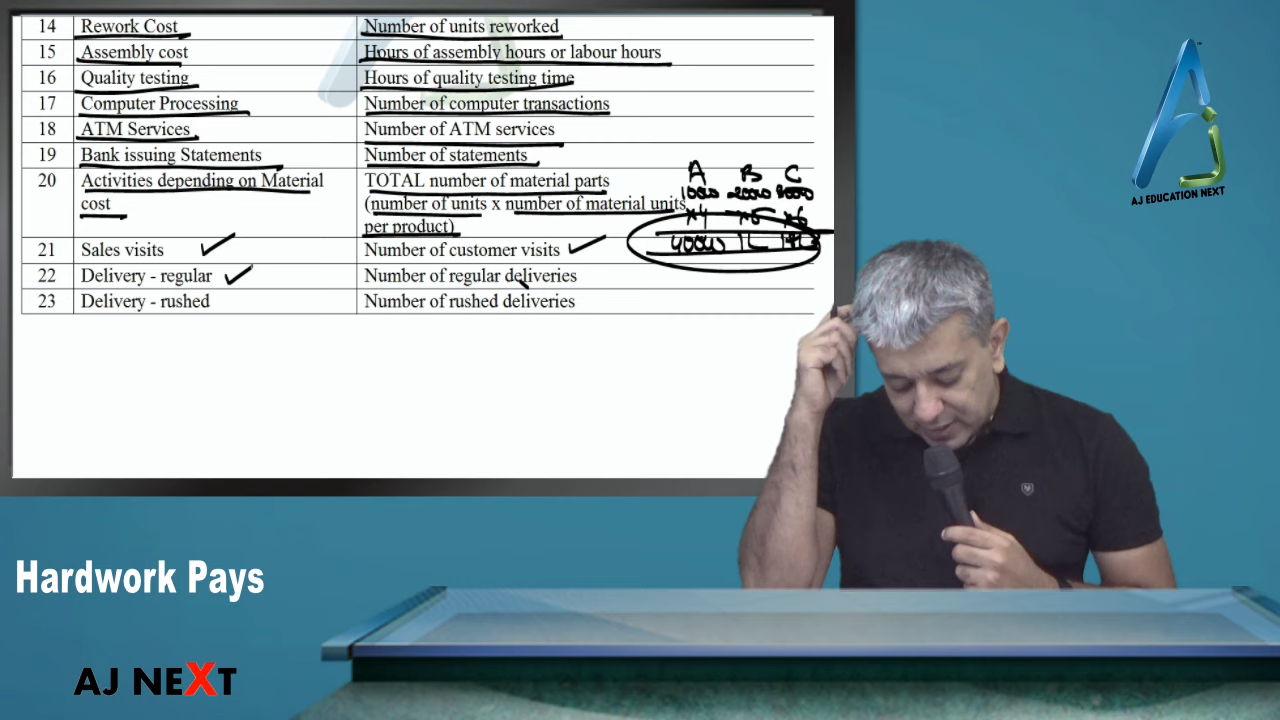 14 Rework Cost Number of units reworked
15 Assembly cost Hours of assembly hours or labour hours
16 Quality testing Hours of quality testing time
17 Computer Processing Number of computer transactions
18 ATM Services Number of ATM services
19 Bank issuing Statements Number of statements
20 Activities depending on Material TOTAL number of material parts
cost (number of units x number of material units
per product)
A B C
x4 x6
21 Sales visits Number of customer visits
22 Delivery - regular Number of regular deliveries
23 Delivery - rushed Number of rushed deliveries
AJ EDUCATION NEXT
Hardwork Pays
AJ NEXT